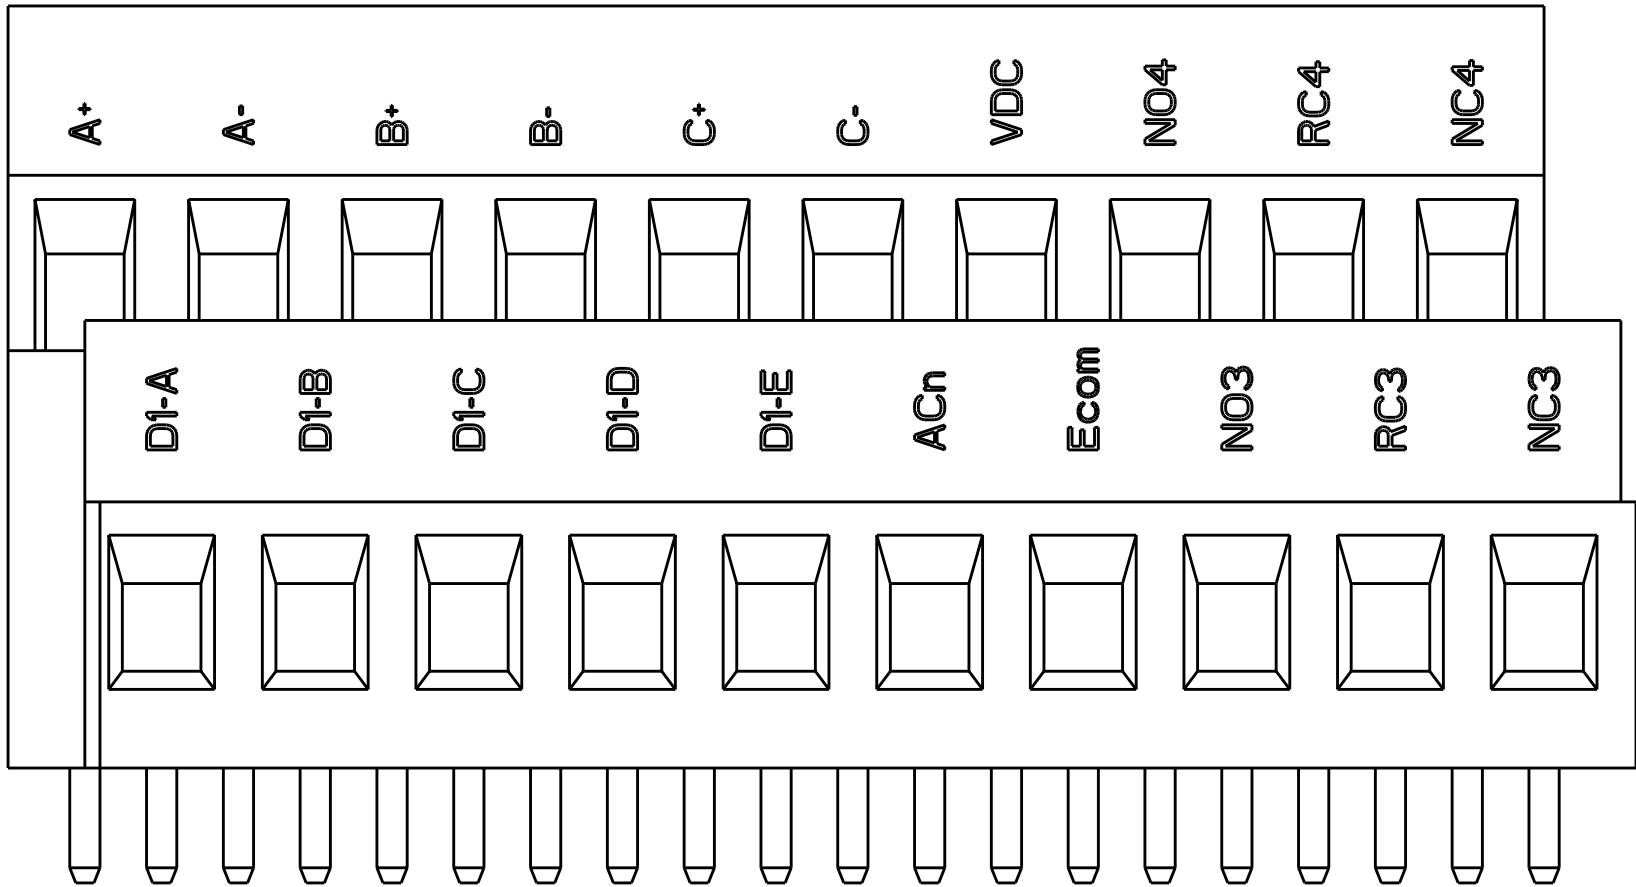 A+
A-
B+
B-
C+
C-
VDC
NO4
RC4
NC4
D1-A
D1-B
D1-C
D1-D
D1-E
ACn
Ecom
NO3
RC3
NC3